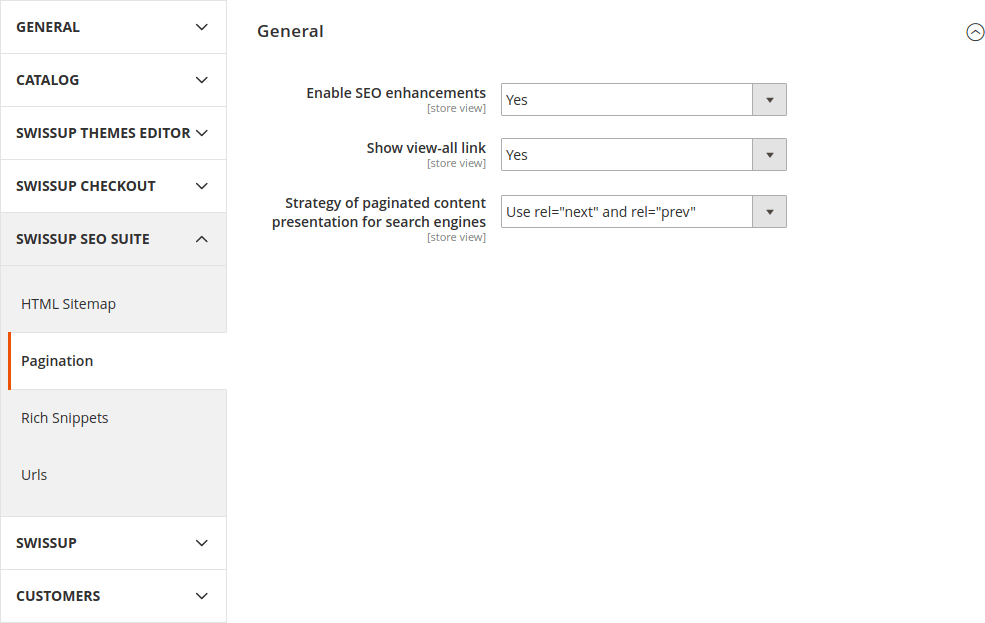 GENERAL
CATALOG
SWISSUP THEMES EDITOR
SWISSUP CHECKOUT
SWISSUP SEO SUITE
HTML Sitemap
Pagination
Rich Snippets
Urls
SWISSUP
CUSTOMERS
General
Enable SEO enhancements
[store view]
Yes
Show view-all link
[store view]
Yes
Strategy of paginated content
presentation for search engines
[store view]
Use rel="next" and rel="prev"